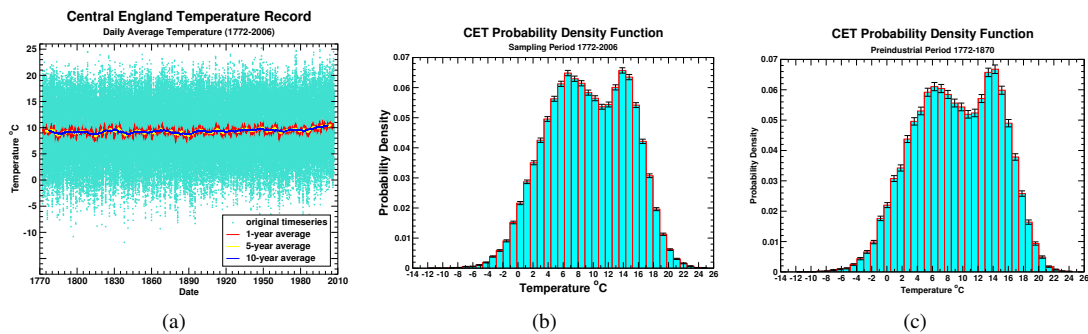 Central England Temperature Record
Daily Average Temperature (1772-2006)
25
20
15
10
5
0
-5
-10
Temperature °C
original timeseries
1-year average
5-year average
10-year average
1770 1800 1830 1860 1890 1920 1950 1980 2010
Date
(a)
CET Probability Density Function
Sampling Period 1772-2006
0.07
0.06
0.05
0.04
0.03
0.02
0.01
0
Probability Density
-14 -12 -10 -8 -6 -4 -2 0 2 4 6 8 10 12 14 16 18 20 22 24 26
Temperature °C
(b)
CET Probability Density Function
Preindustrial Period 1772-1870
0.07
0.06
0.05
0.04
0.03
0.02
0.01
0
Probability Density
-14 -12 -10 -8 -6 -4 -2 0 2 4 6 8 10 12 14 16 18 20 22 24 26
Temperature °C
(c)